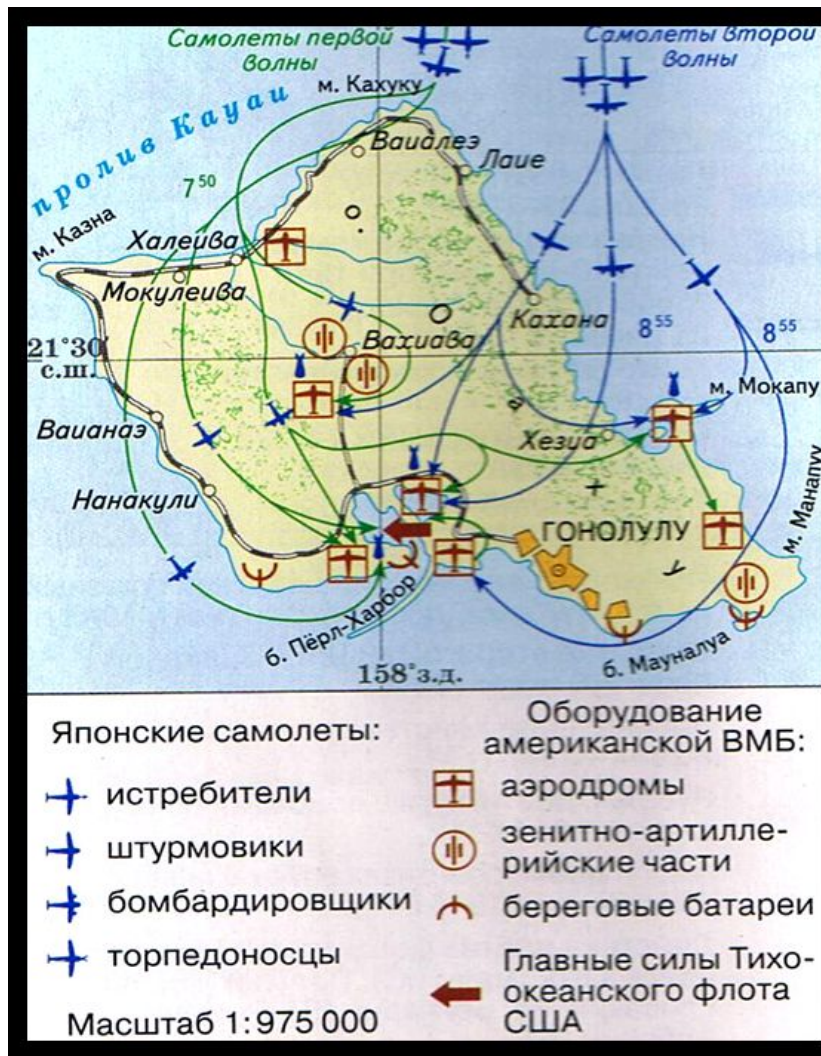 Самолеты первой
волны
Самолеты второй
волны
м. Кахуку
пролив Кауаи
Ваиалеэ
Лаие
7⁵⁰
м. Казна
Халеива
Мокулеива
Кахана
Вахиава
8⁵⁵
8⁵⁵
21°30'
с.ш.
м. Мокапу
Ваианаэ
Хезиа
Нанакули
ГОНОЛУЛУ
м. Манапуу
б. Пёрл-Харбор
б. Мауналуа
158°з.д.
Японские самолеты:
истребители
штурмовики
бомбардировщики
торпедоносцы
Масштаб 1:975 000
Оборудование
американской ВМБ:
аэродромы
зенитно-артилле-
рийские части
береговые батареи
Главные силы Тихо-
океанского флота
США